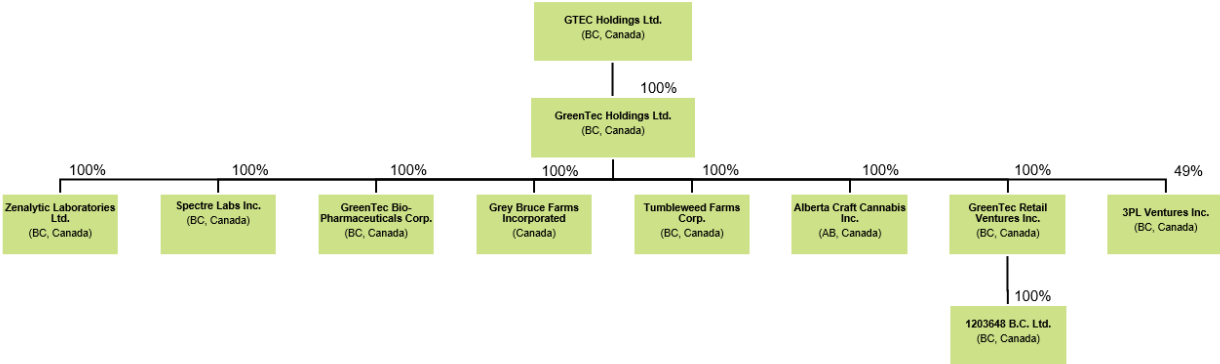 GTEC Holdings Ltd.
(BC, Canada)
100%
GreenTec Holdings Ltd.
(BC, Canada)
100%
100%
100%
100%
100%
100%
100%
49%
Zenalytic Laboratories
Ltd.
(BC, Canada)
Spectre Labs Inc.
(BC, Canada)
GreenTec Bio-
Pharmaceuticals Corp.
(BC, Canada)
Grey Bruce Farms
Incorporated
(Canada)
Tumbleweed Farms
Corp.
(BC, Canada)
Alberta Craft Cannabis
Inc.
(AB, Canada)
GreenTec Retail
Ventures Inc.
(BC, Canada)
3PL Ventures Inc.
(BC, Canada)
100%
1203648 B.C. Ltd.
(BC, Canada)